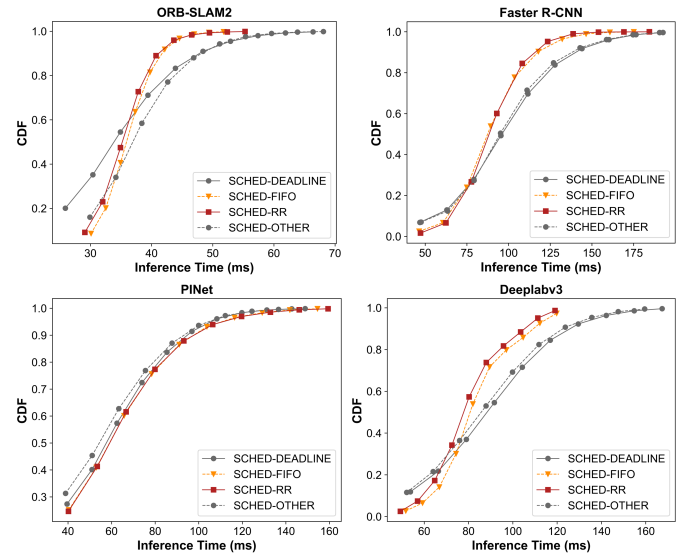 ORB-SLAM2
CDF
1.0
0.8
0.6
0.4
0.2
SCHED-DEADLINE
SCHED-FIFO
SCHED-RR
SCHED-OTHER
30 40 50 60 70
Inference Time (ms)
Faster R-CNN
CDF
1.0
0.8
0.6
0.4
0.2
0.0
SCHED-DEADLINE
SCHED-FIFO
SCHED-RR
SCHED-OTHER
50 75 100 125 150 175
Inference Time (ms)
PINet
CDF
1.0
0.9
0.8
0.7
0.6
0.5
0.4
0.3
SCHED-DEADLINE
SCHED-FIFO
SCHED-RR
SCHED-OTHER
40 60 80 100 120 140 160
Inference Time (ms)
Deeplabv3
CDF
1.0
0.8
0.6
0.4
0.2
0.0
SCHED-DEADLINE
SCHED-FIFO
SCHED-RR
SCHED-OTHER
60 80 100 120 140 160
Inference Time (ms)